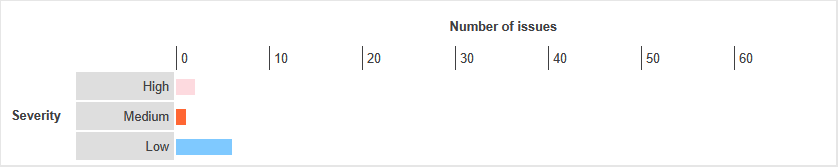 Number of issues
0 10 20 30 40 50 60
High
Severity Medium
Low